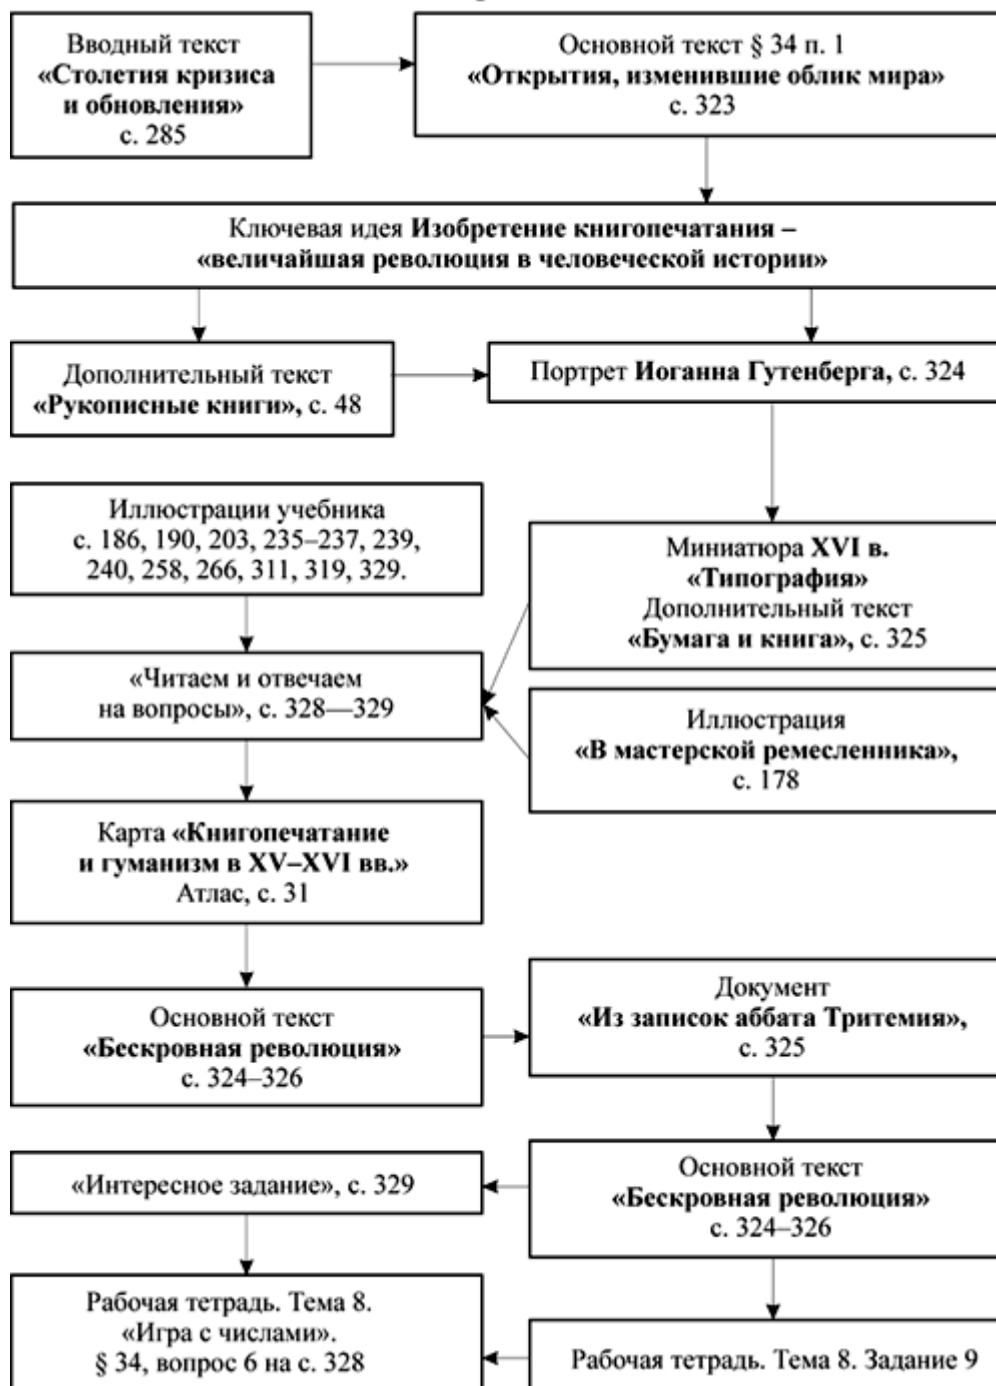 Вводный текст
«Столетия кризиса
и обновления»
с. 285
Основной текст § 34 п. 1
«Открытия, изменившие облик мира»
с. 323
Ключевая идея Изобретение книгопечатания –
«величайшая революция в человеческой истории»
Дополнительный текст
«Рукописные книги», с. 48
Портрет Иоганна Гутенберга, с. 324
Иллюстрации учебника
с. 186, 190, 203, 235–237, 239,
240, 258, 266, 311, 319, 329.
Миниатюра XVI в.
«Типография»
Дополнительный текст
«Бумага и книга», с. 325
«Читаем и отвечаем
на вопросы», с. 328—329
Иллюстрация
«В мастерской ремесленника»,
с. 178
Карта «Книгопечатание
и гуманизм в XV–XVI вв.»
Атлас, с. 31
Основной текст
«Бескровная революция»
с. 324–326
Документ
«Из записок аббата Тритемия»,
с. 325
«Интересное задание», с. 329
Основной текст
«Бескровная революция»
с. 324–326
Рабочая тетрадь. Тема 8.
«Игра с числами».
§ 34, вопрос 6 на с. 328
Рабочая тетрадь. Тема 8. Задание 9